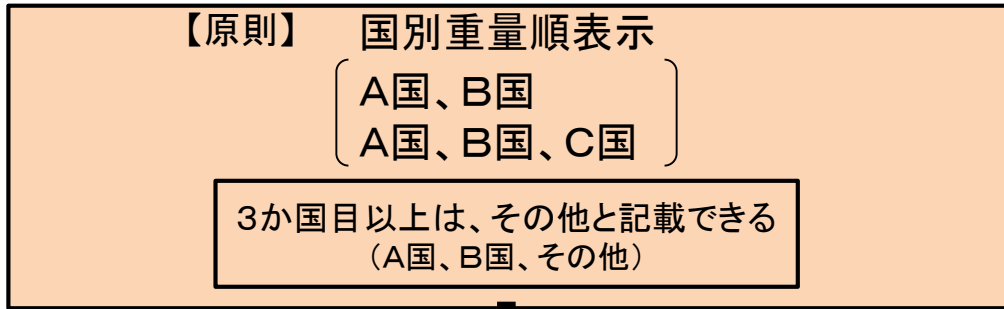 【原則】 国別重量順表示
A国、B国
A国、B国、C国
3か国目以上は、その他と記載できる
(A国、B国、その他)